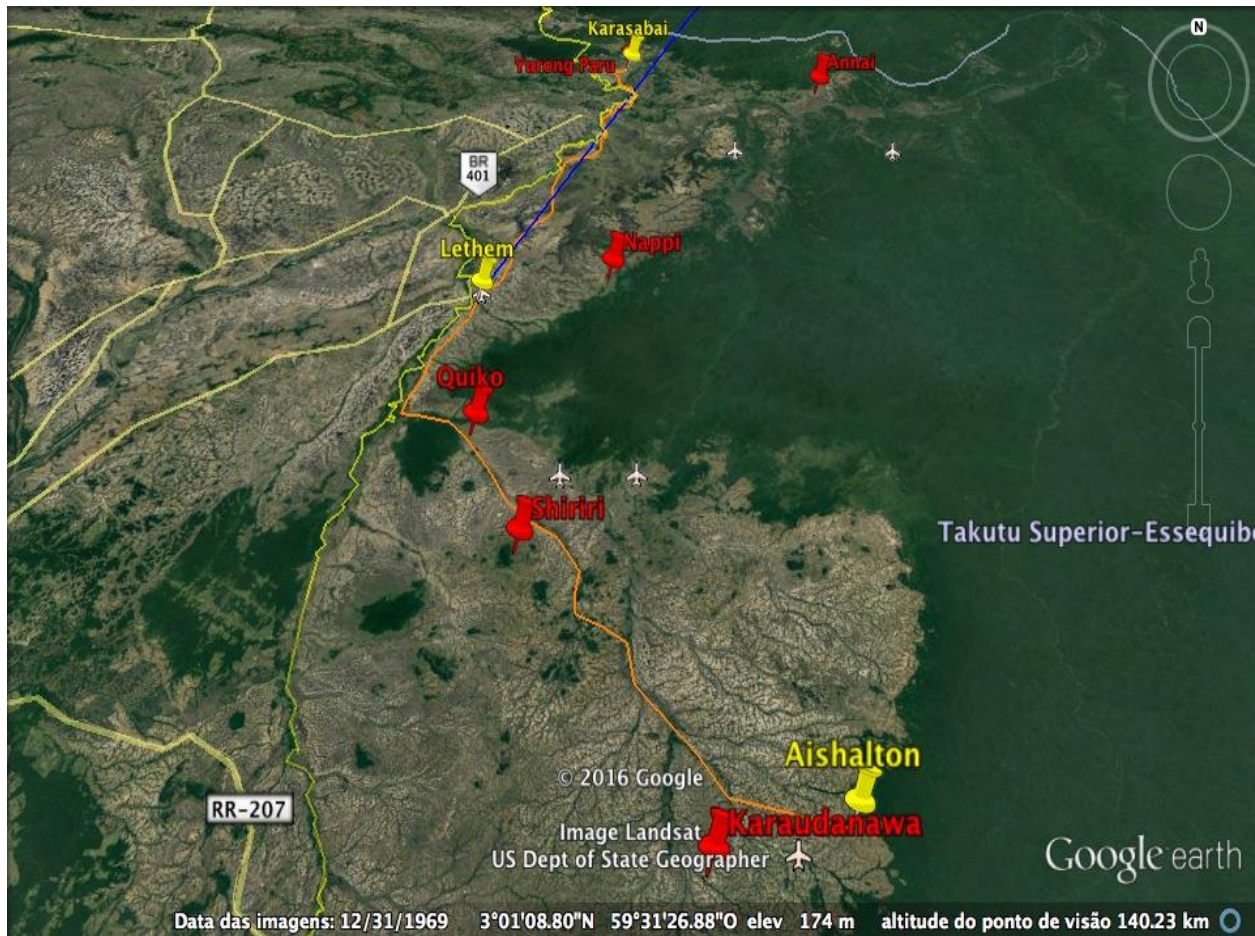 Karasabai
N
Yurong Paru
Annai
BR
401
Nappi
Lethem
Quiko
Shiriri
Takutu Superior-Essequibo
Aishalton
© 2016 Google
RR-207
Karaudanawa
Image Landsat
US Dept of State Geographer
Google earth
Data das imagens: 12/31/1969 3°01'08.80"N 59°31'26.88"O elev 174 m altitude do ponto de visão 140.23 km